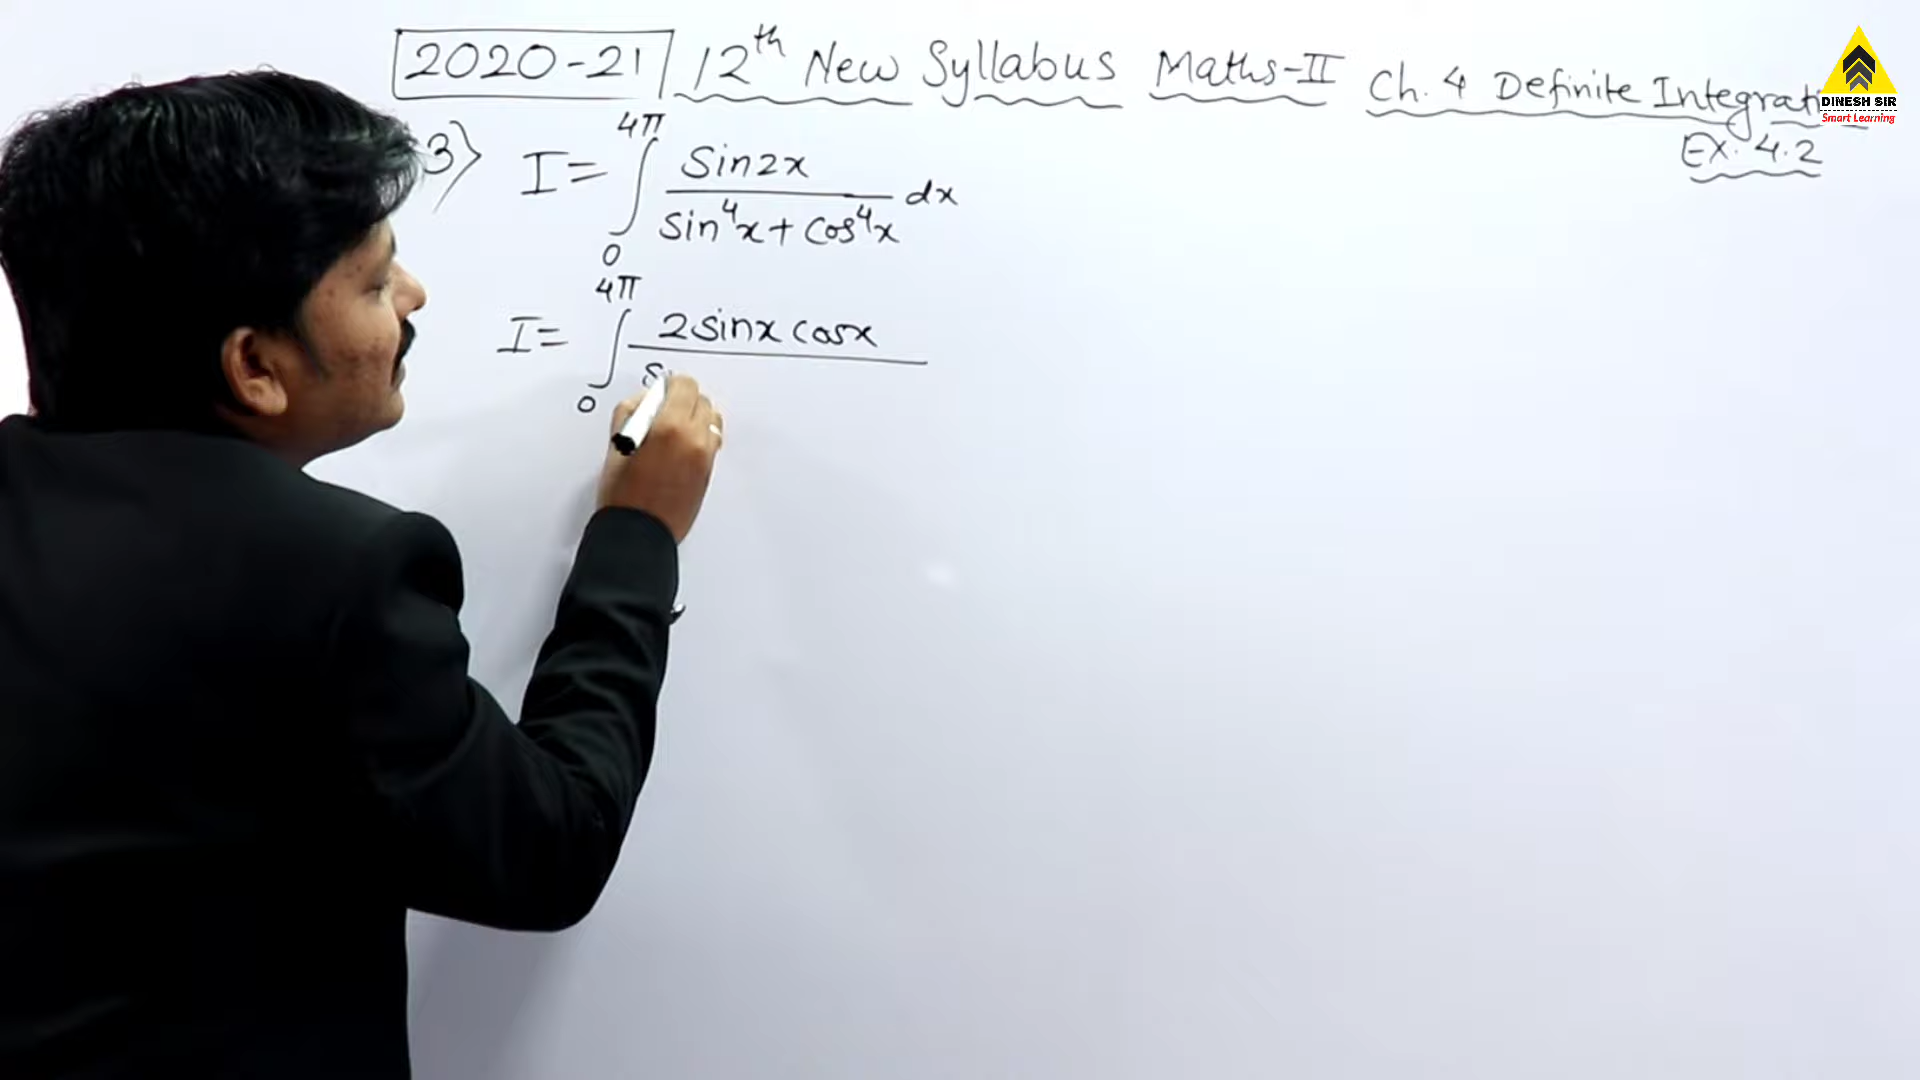 2020-21 12th New Syllabus Maths-II Ch. 4 Definite Integrati
DINESH SIR
Smart Learning
Ex. 4.2
3) I = ∫₀^4π sin2x / (sin⁴x + cos⁴x) dx
I = ∫₀^4π 2sinx cosx / s